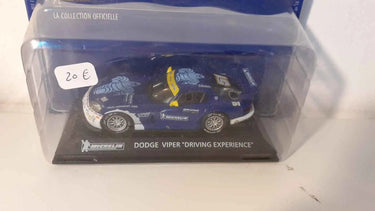 LA COLLECTION OFFICIELLE
20 €
MICHELIN DODGE VIPER "DRIVING EXPERIENCE"